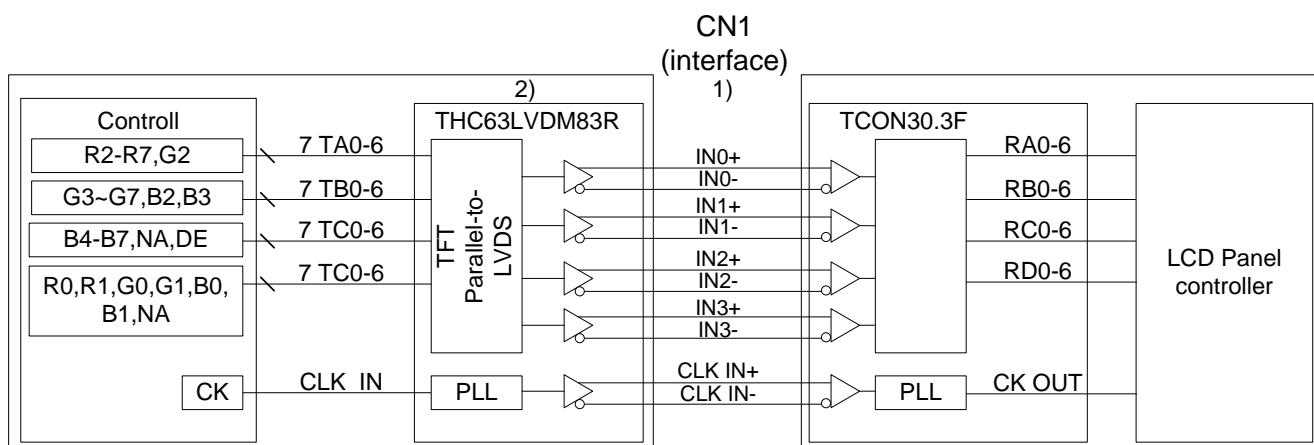 CN1
(interface)
1)
2)
Controll
R2-R7,G2
G3~G7,B2,B3
B4-B7,NA,DE
R0,R1,G0,G1,B0,
B1,NA
CK
7 TA0-6
7 TB0-6
7 TC0-6
7 TC0-6
CLK IN
THC63LVDM83R
TFT
Parallel-to-
LVDS
PLL
IN0+
IN0-
IN1+
IN1-
IN2+
IN2-
IN3+
IN3-
CLK IN+
CLK IN-
TCON30.3F
PLL
RA0-6
RB0-6
RC0-6
RD0-6
CK OUT
LCD Panel
controller